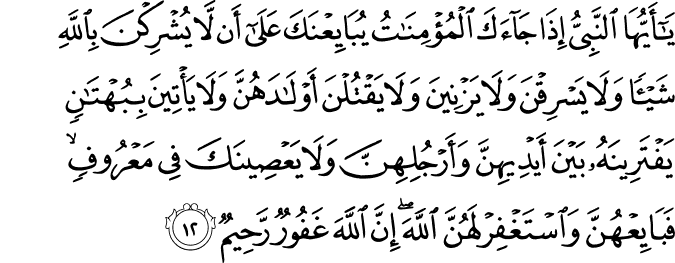 يَٰٓأَيُّهَا ٱلنَّبِيُّ إِذَا جَآءَكَ ٱلْمُؤْمِنَٰتُ يُبَايِعْنَكَ عَلَىٰٓ أَن لَّا يُشْرِكْنَ بِٱللَّهِ
شَيْـًٔا وَلَا يَسْرِقْنَ وَلَا يَزْنِينَ وَلَا يَقْتُلْنَ أَوْلَٰدَهُنَّ وَلَا يَأْتِينَ بِبُهْتَٰنٍ
يَفْتَرِينَهُۥ بَيْنَ أَيْدِيهِنَّ وَأَرْجُلِهِنَّ وَلَا يَعْصِينَكَ فِى مَعْرُوفٍ ۙ
فَبَايِعْهُنَّ وَٱسْتَغْفِرْ لَهُنَّ ٱللَّهَ ۖ إِنَّ ٱللَّهَ غَفُورٌ رَّحِيمٌ ١٢